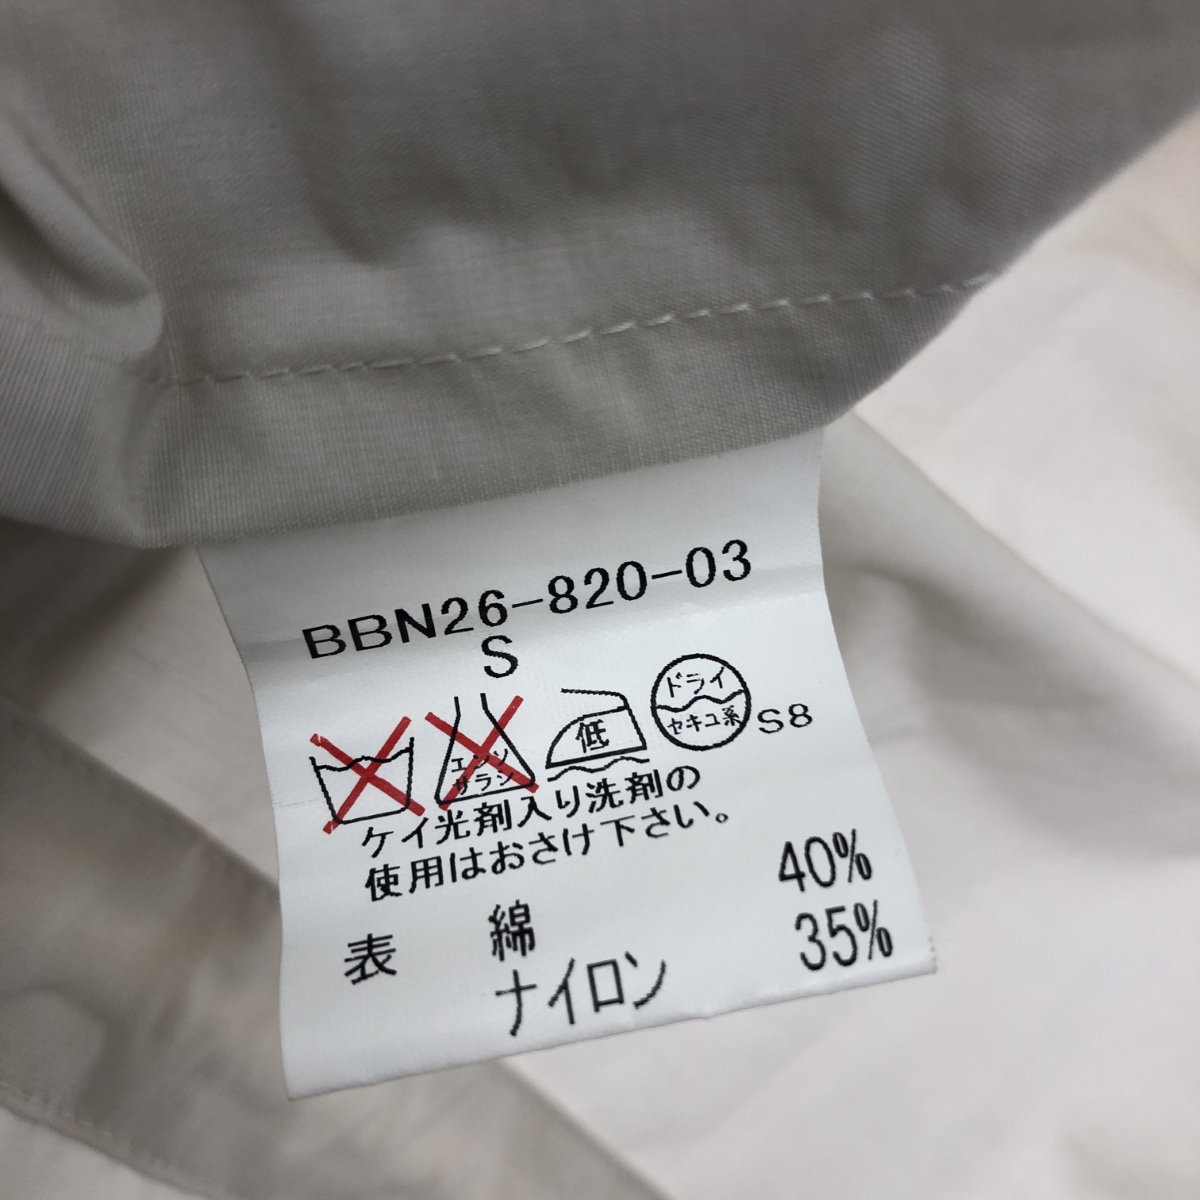 BBN26-820-03
S
エンソ
サラシ
低
ドライ
セキユ系
S8
ケイ光剤入り洗剤の
使用はおさけ下さい。
表 綿 40%
ナイロン 35%